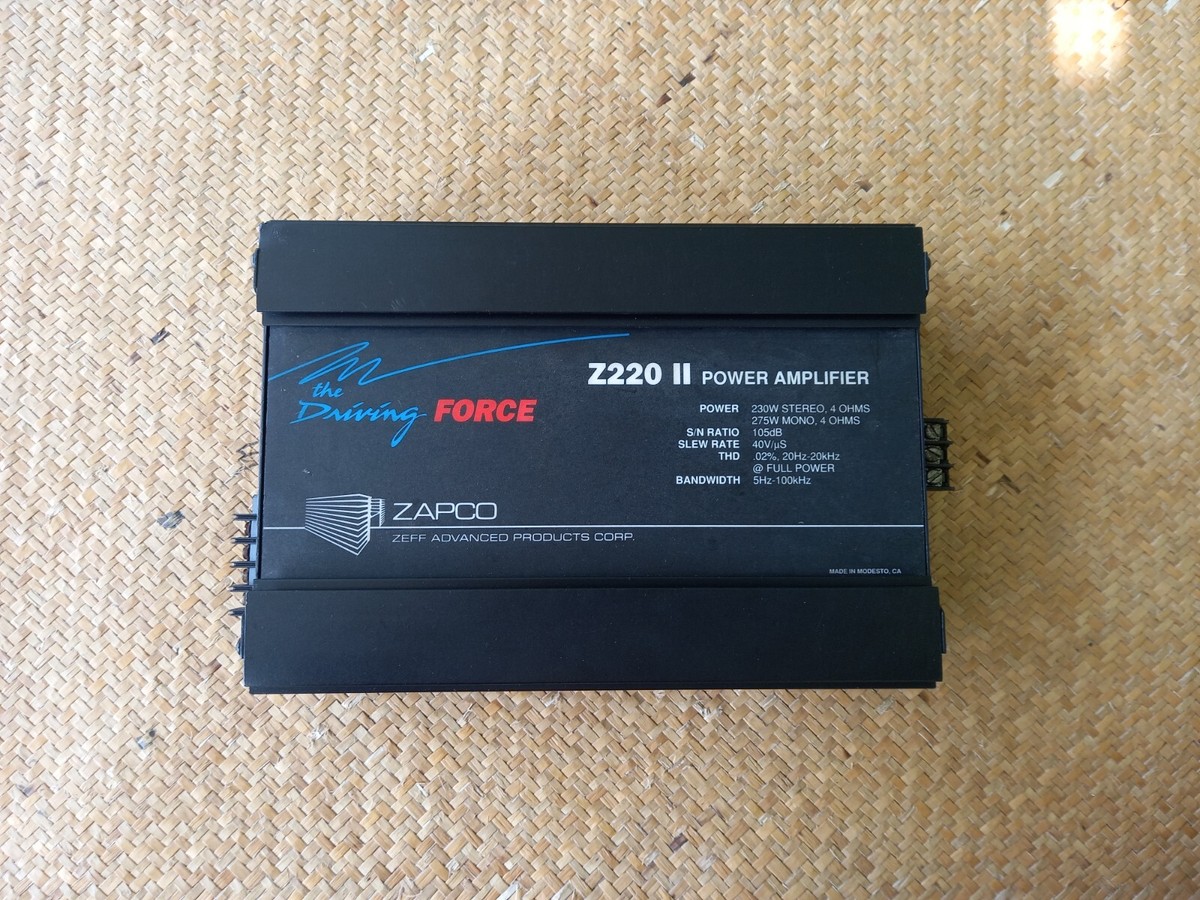 the
Driving FORCE
Z220 II POWER AMPLIFIER
POWER 230W STEREO, 4 OHMS
275W MONO, 4 OHMS
S/N RATIO 105dB
SLEW RATE 40V/µS
THD .02%, 20Hz-20kHz
@ FULL POWER
BANDWIDTH 5Hz-100kHz
ZAPCO
ZEFF ADVANCED PRODUCTS CORP.
MADE IN MODESTO, CA